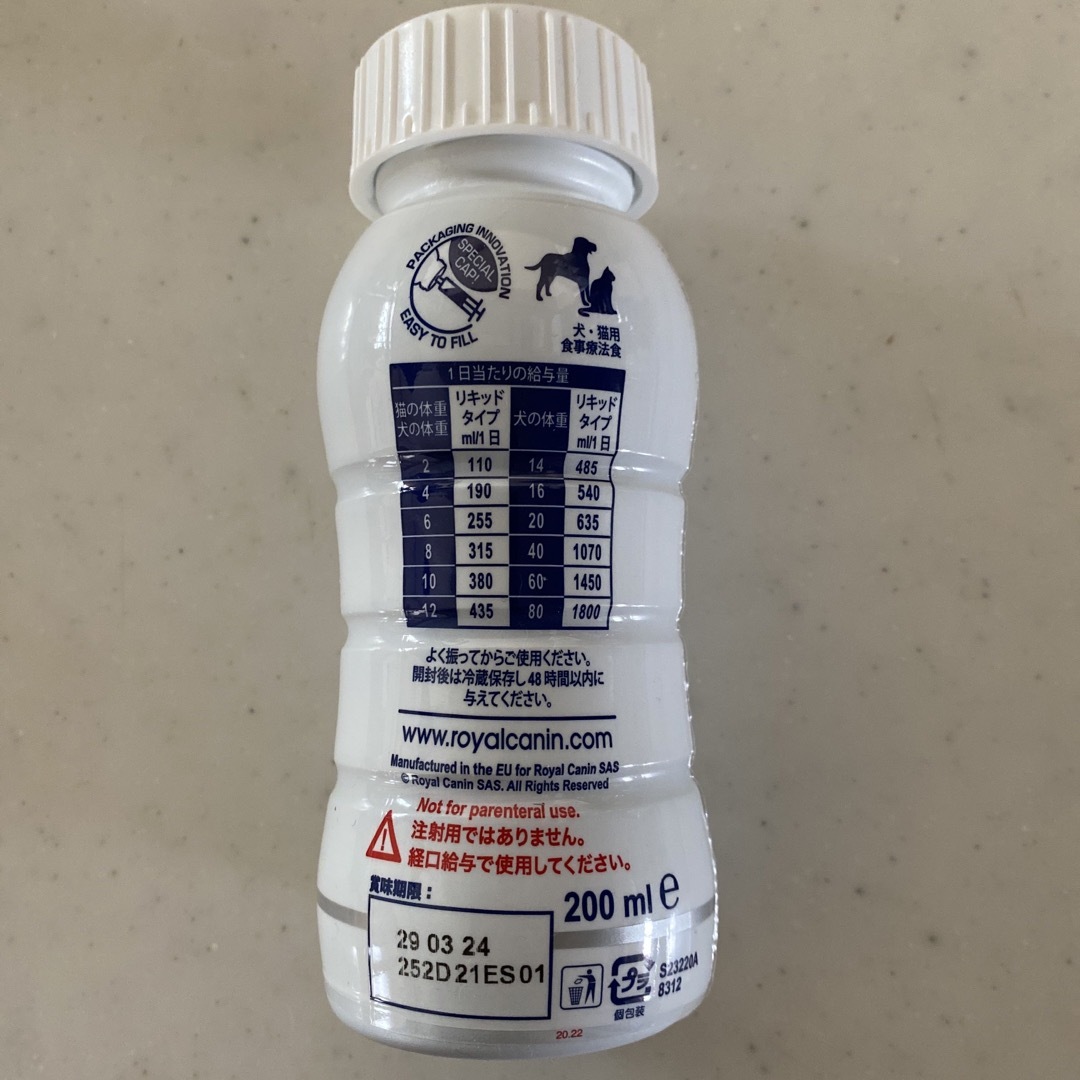 PACKAGING INNOVATION
SPECIAL
CAP!
EASY TO FILL
犬・猫用
食事療法食
1日当たりの給与量
猫の体重
犬の体重
リキッド
タイプ
ml/1日
犬の体重
リキッド
タイプ
ml/1日
2 110 14 485
4 190 16 540
6 255 20 635
8 315 40 1070
10 380 60 1450
12 435 80 1800
よく振ってからご使用ください。
開封後は冷蔵保存し48時間以内に
与えてください。
www.royalcanin.com
Manufactured in the EU for Royal Canin SAS
© Royal Canin SAS. All Rights Reserved
Not for parenteral use.
注射用ではありません。
経口給与で使用してください。
賞味期限：
200 ml e
29 03 24
252D21ES01
プラ
個包装
S23220A
8312
20.22